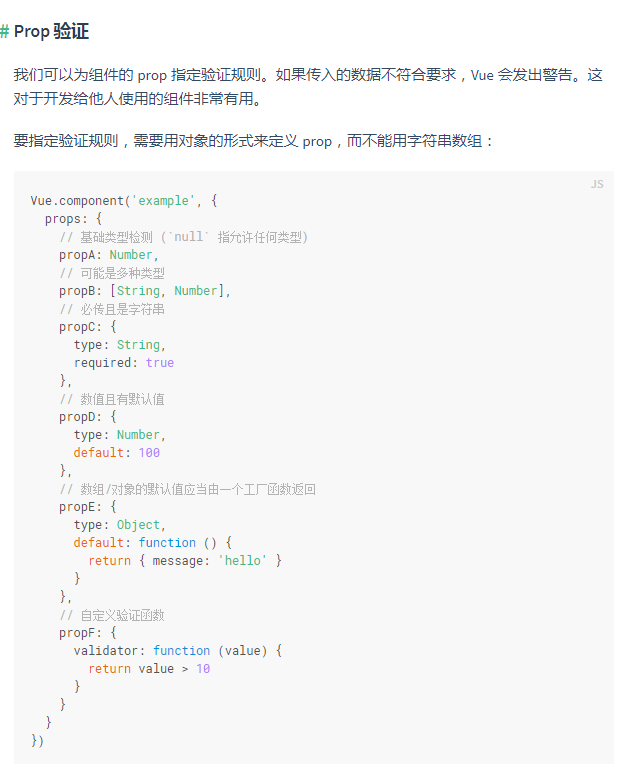 # Prop 验证
我们可以为组件的 prop 指定验证规则。如果传入的数据不符合要求，Vue 会发出警告。这
对于开发给他人使用的组件非常有用。
要指定验证规则，需要用对象的形式来定义 prop，而不能用字符串数组：
JS
Vue.component('example', {
  props: {
    // 基础类型检测 (`null` 指允许任何类型)
    propA: Number,
    // 可能是多种类型
    propB: [String, Number],
    // 必传且是字符串
    propC: {
      type: String,
      required: true
    },
    // 数值且有默认值
    propD: {
      type: Number,
      default: 100
    },
    // 数组/对象的默认值应当由一个工厂函数返回
    propE: {
      type: Object,
      default: function () {
        return { message: 'hello' }
      }
    },
    // 自定义验证函数
    propF: {
      validator: function (value) {
        return value > 10
      }
    }
  }
})